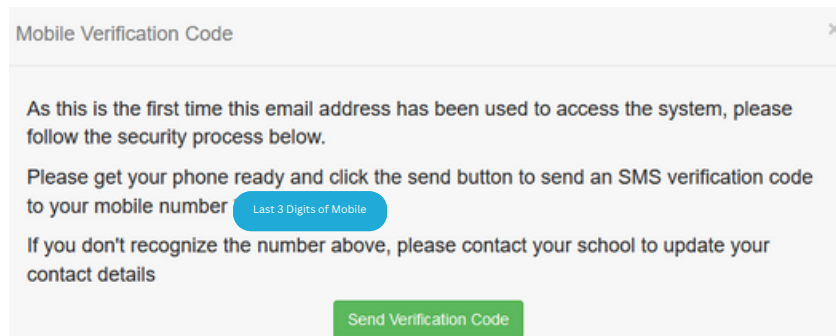 Mobile Verification Code
As this is the first time this email address has been used to access the system, please
follow the security process below.
Please get your phone ready and click the send button to send an SMS verification code
to your mobile number Last 3 Digits of Mobile
If you don't recognize the number above, please contact your school to update your
contact details
Send Verification Code